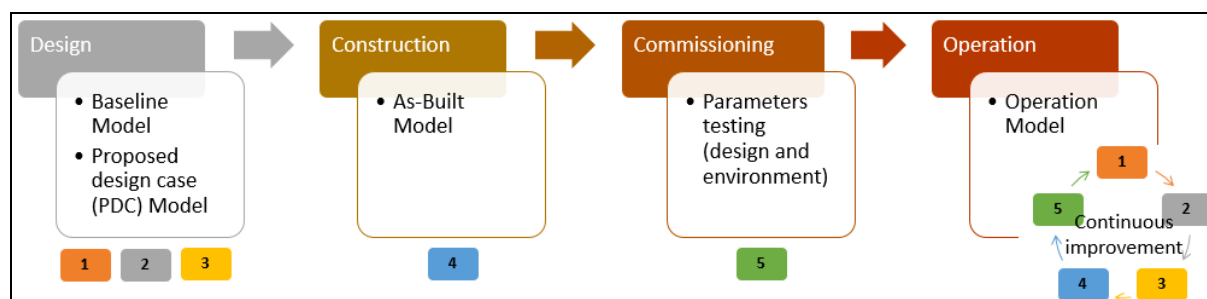 Design
Construction
Commissioning
Operation
• Baseline
Model
• Proposed
design case
(PDC) Model
• As-Built
Model
• Parameters
testing
(design and
environment)
• Operation
Model
1
2
3
4
5
1
5
2
Continuous
improvement
4
3